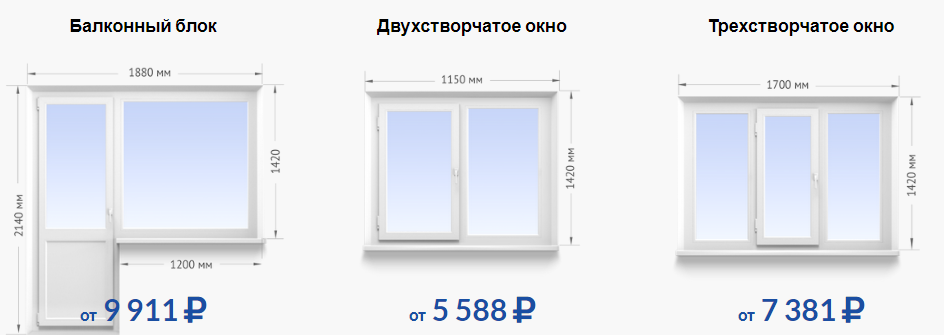 Балконный блок
Двухстворчатое окно
Трехстворчатое окно
1880 мм
1150 мм
1700 мм
2140 мм
1420
1200 мм
1420 мм
1420 мм
от 9 911 ₽
от 5 588 ₽
от 7 381 ₽